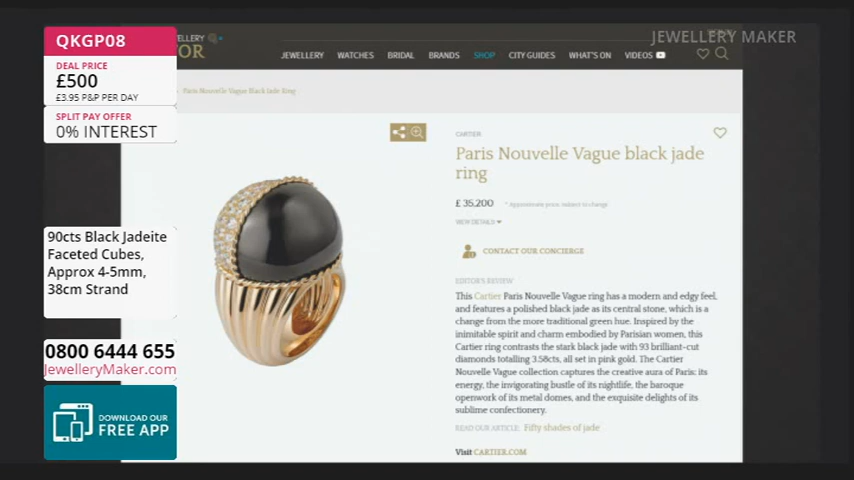 QKGP08
DEAL PRICE
£500
£3.95 P&P PER DAY
SPLIT PAY OFFER
0% INTEREST
90cts Black Jadeite
Faceted Cubes,
Approx 4-5mm,
38cm Strand
0800 6444 655
JewelleryMaker.com
DOWNLOAD OUR
FREE APP
JEWELLERY MAKER
JEWELLERY
TOR
JEWELLERY WATCHES BRIDAL BRANDS SHOP CITY GUIDES WHAT'S ON VIDEOS
Paris Nouvelle Vague Black Jade Ring
CARTIER
Paris Nouvelle Vague black jade
ring
£ 35,200 * Approximate price, subject to change
VIEW DETAILS
CONTACT OUR CONCIERGE
EDITOR'S REVIEW
This Cartier Paris Nouvelle Vague ring has a modern and edgy feel,
and features a polished black jade as its central stone, which is a
change from the more traditional green hue. Inspired by the
inimitable spirit and charm embodied by Parisian women, this
Cartier ring contrasts the stark black jade with 93 brilliant-cut
diamonds totalling 3.58cts, all set in pink gold. The Cartier
Nouvelle Vague collection captures the creative aura of Paris: its
energy, the invigorating bustle of its nightlife, the baroque
openwork of its metal domes, and the exquisite delights of its
sublime confectionery.
READ OUR ARTICLE: Fifty shades of jade
Visit CARTIER.COM